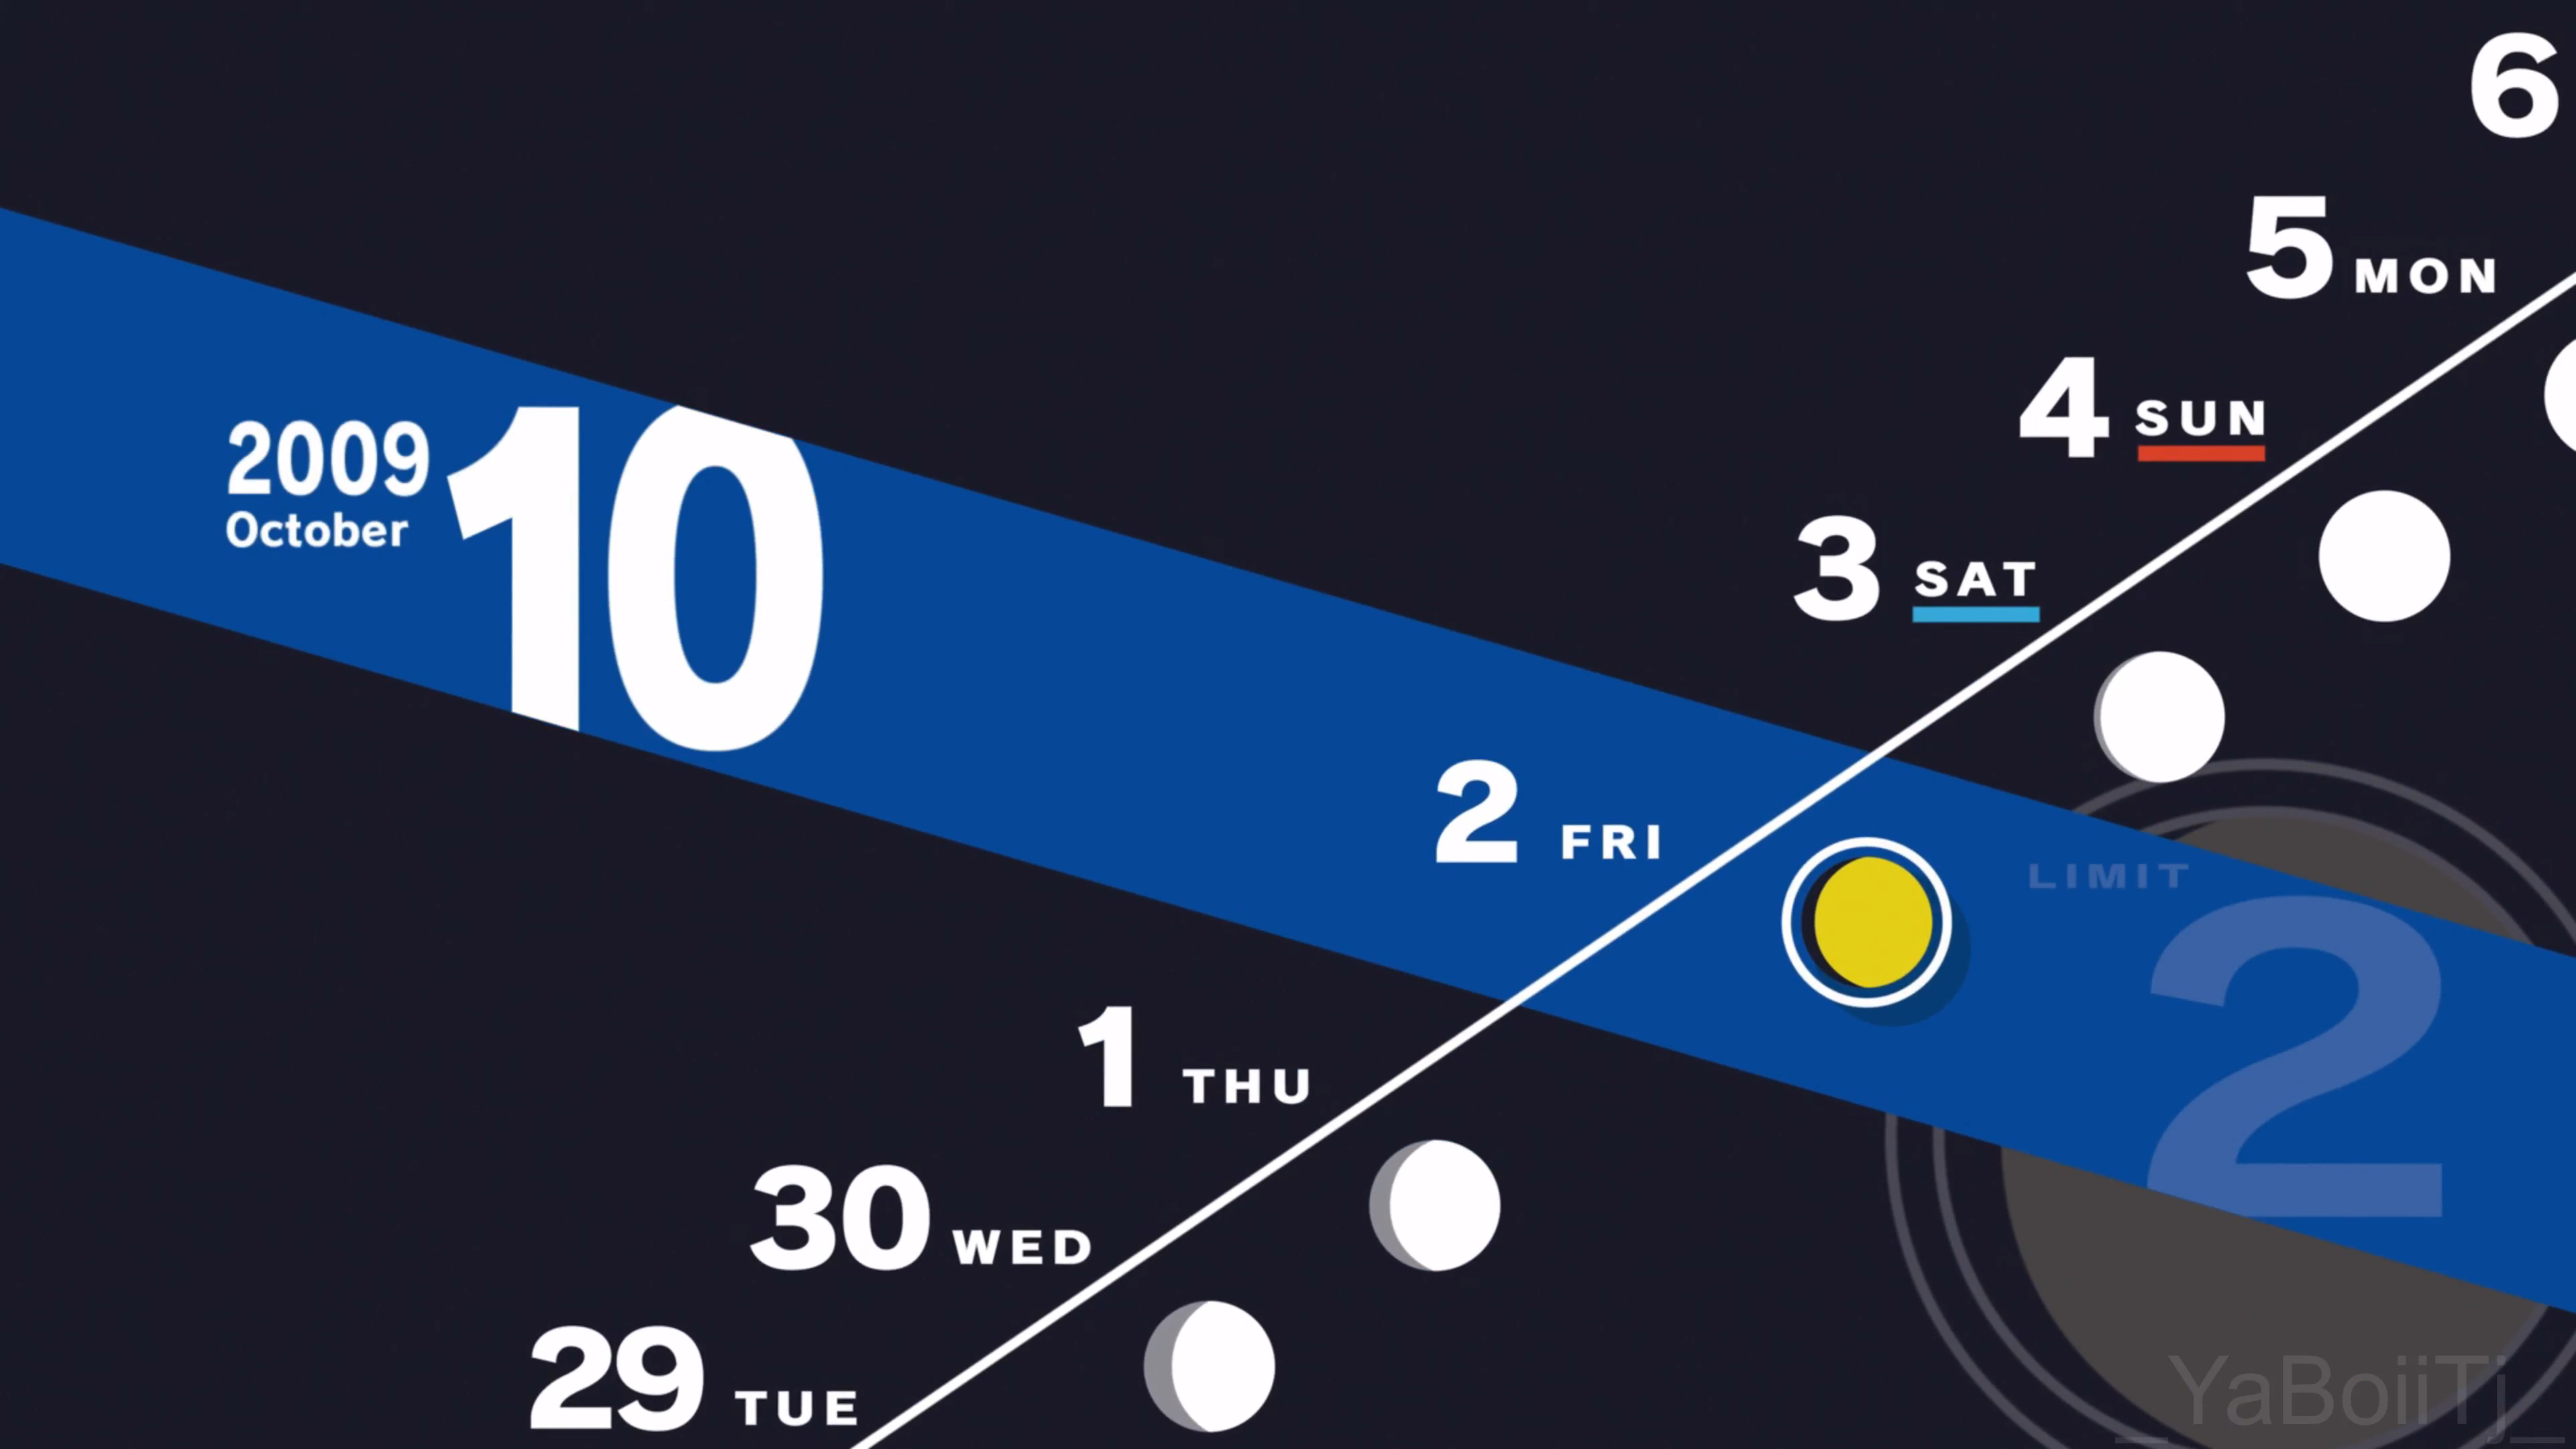 6
5 MON
4 SUN
3 SAT
2009
October
10
2 FRI
LIMIT
2
1 THU
30 WED
29 TUE
_YaBoiiTj_